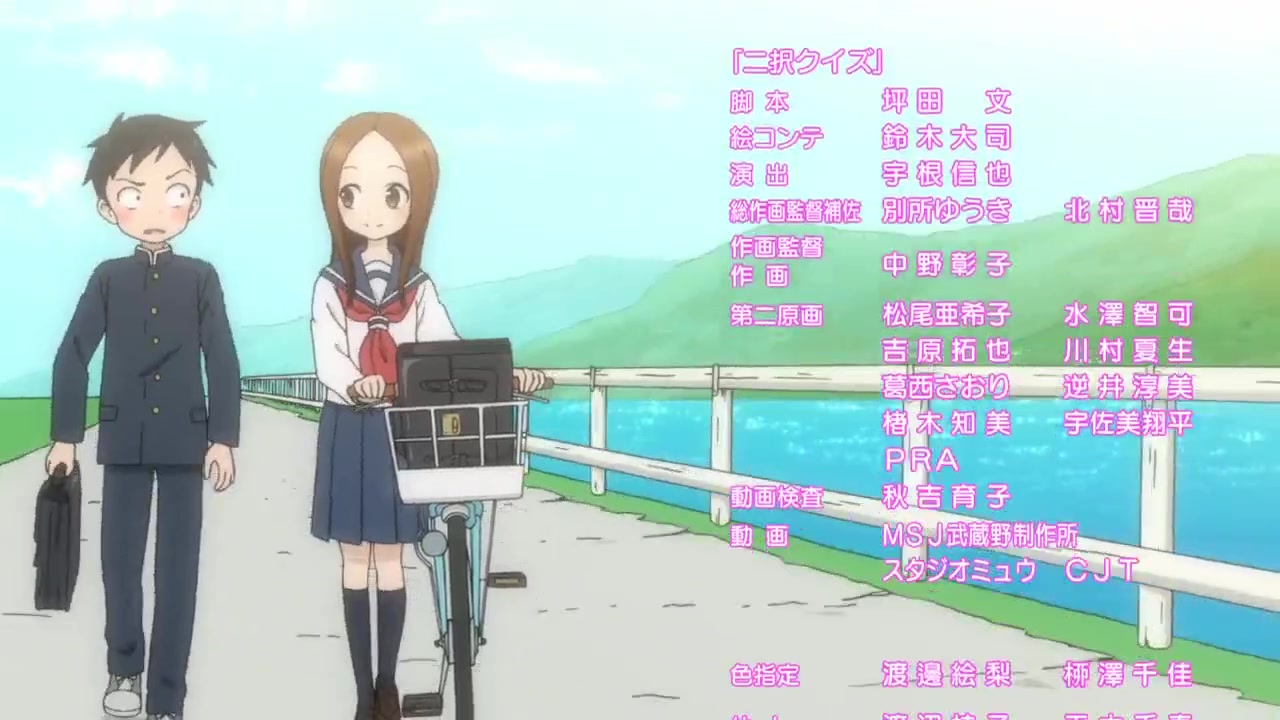 「二択クイズ」
脚 本 坪 田 文
絵コンテ 鈴 木 大 司
演 出 宇 根 信 也
総作画監督補佐 別所ゆうき 北 村 晋 哉
作画監督
作 画 中 野 彰 子
第二原画 松尾亜希子 水 澤 智 可
吉 原 拓 也 川 村 夏 生
葛西さおり 逆 井 淳 美
楮 木 知 美 宇佐美翔平
PRA
動画検査 秋 吉 育 子
動 画 MSJ武蔵野制作所
スタジオミュウ CJT
色指定 渡 邊 絵 梨 栁 澤 千 佳